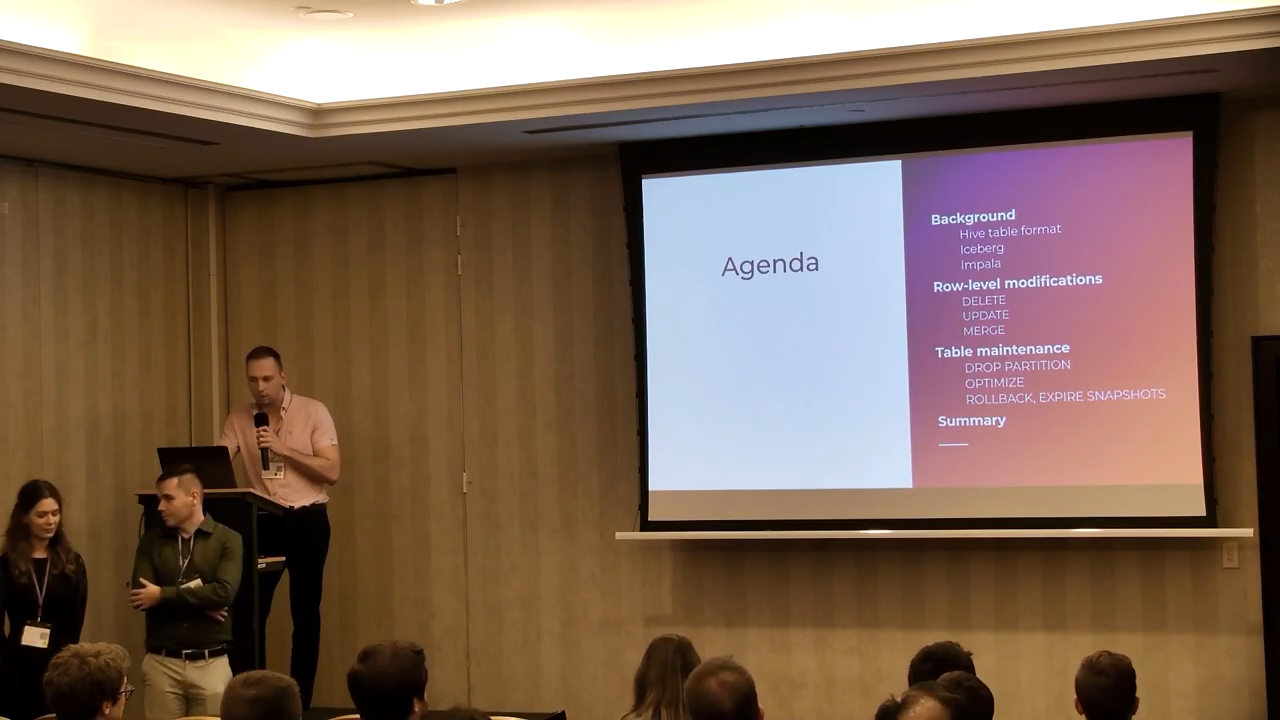 Agenda
Background
Hive table format
Iceberg
Impala
Row-level modifications
DELETE
UPDATE
MERGE
Table maintenance
DROP PARTITION
OPTIMIZE
ROLLBACK, EXPIRE SNAPSHOTS
Summary